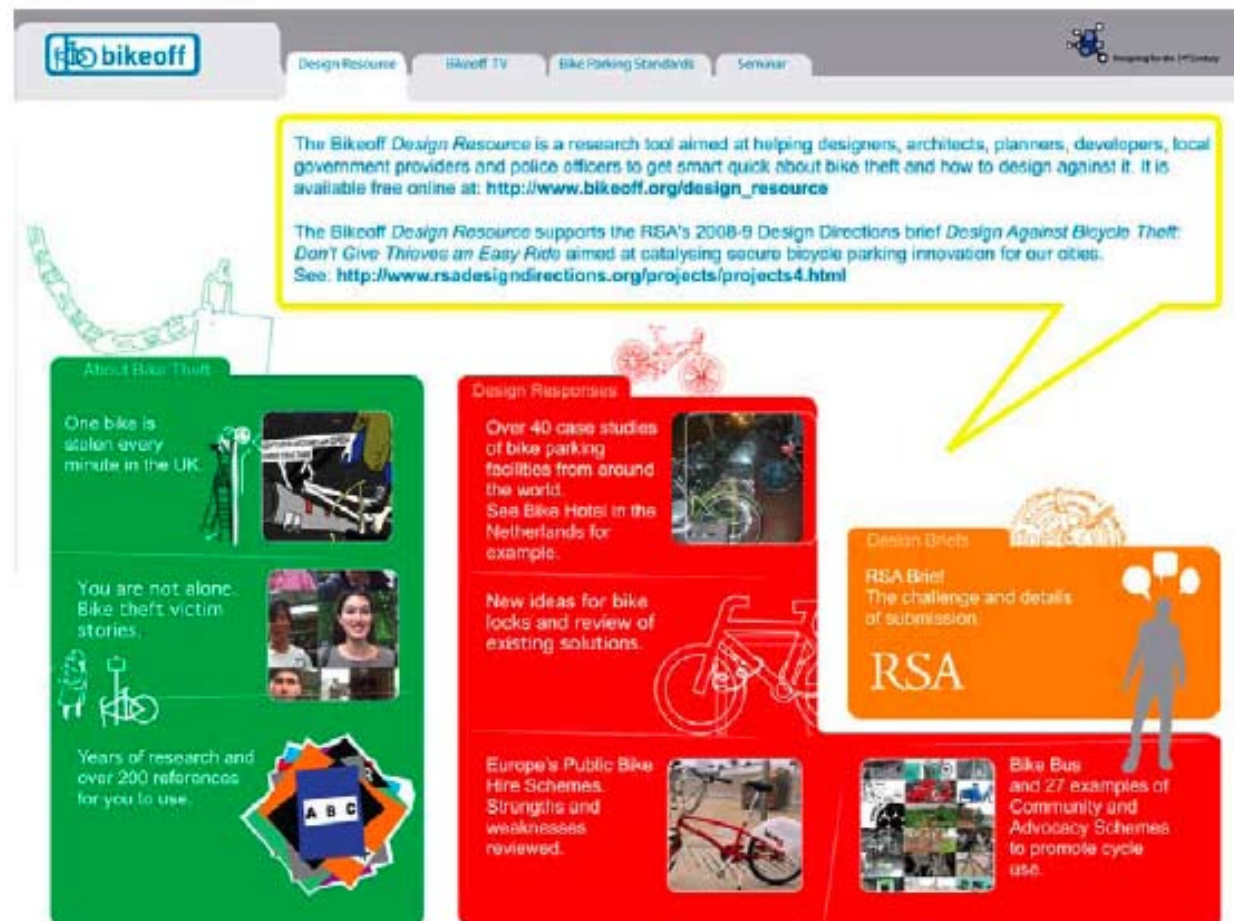 bikeoff
Design Resource
Bikeoff TV
Bike Parking Standards
Seminar
Designing for the 21st Century
The Bikeoff Design Resource is a research tool aimed at helping designers, architects, planners, developers, local
government providers and police officers to get smart quick about bike theft and how to design against it. It is
available free online at: http://www.bikeoff.org/design_resource
The Bikeoff Design Resource supports the RSA's 2008-9 Design Directions brief Design Against Bicycle Theft:
Don't Give Thieves an Easy Ride aimed at catalysing secure bicycle parking innovation for our cities.
See: http://www.rsadesigndirections.org/projects/projects4.html
About Bike Theft
One bike is
stolen every
minute in the UK.
You are not alone.
Bike theft victim
stories.
Years of research and
over 200 references
for you to use.
A B C
Design Responses
Over 40 case studies
of bike parking
facilities from around
the world.
See Bike Hotel in the
Netherlands for
example.
New ideas for bike
locks and review of
existing solutions.
Europe's Public Bike
Hire Schemes.
Strungths and
weaknesses
reviewed.
Bike Bus
and 27 examples of
Community and
Advocacy Schemes
to promote cycle
use.
Design Briefs
RSA Brief
The challenge and details
of submission.
RSA